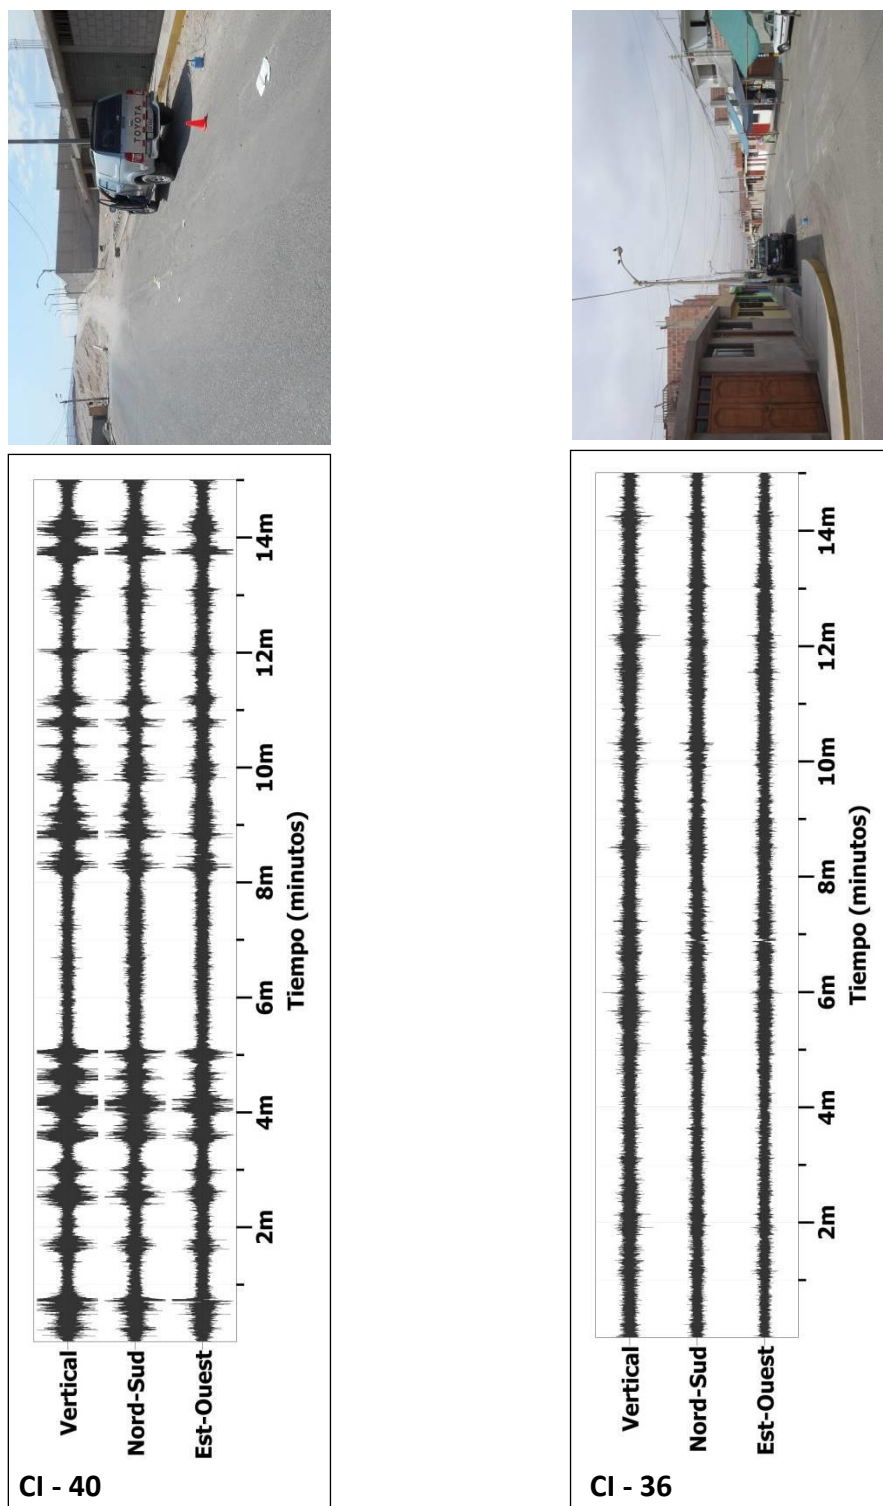 TOYOTA
Vertical
Nord-Sud
Est-Ouest
2m
4m
6m
8m
10m
12m
14m
Tiempo (minutos)
CI - 40
Vertical
Nord-Sud
Est-Ouest
2m
4m
6m
8m
10m
12m
14m
Tiempo (minutos)
CI - 36